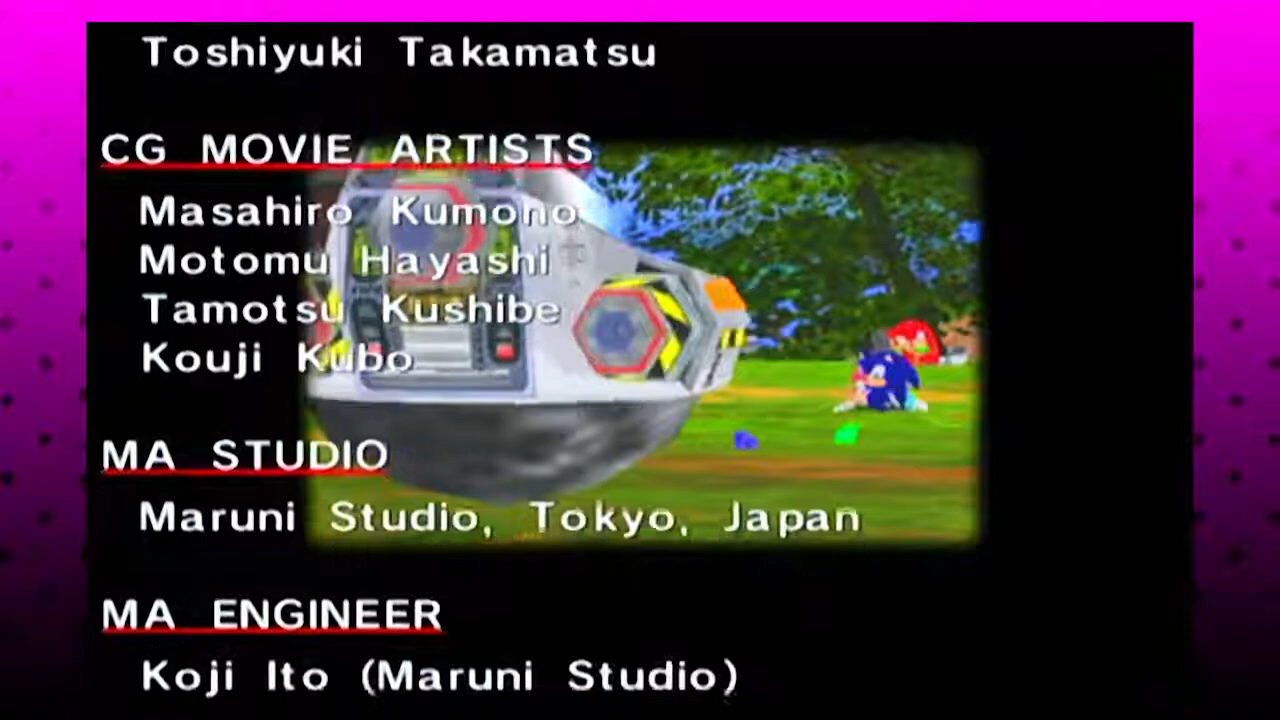 Toshiyuki Takamatsu
CG MOVIE ARTISTS
Masahiro Kumono
Motomu Hayashi
Tamotsu Kushibe
Kouji Kubo
MA STUDIO
Maruni Studio, Tokyo, Japan
MA ENGINEER
Koji Ito (Maruni Studio)